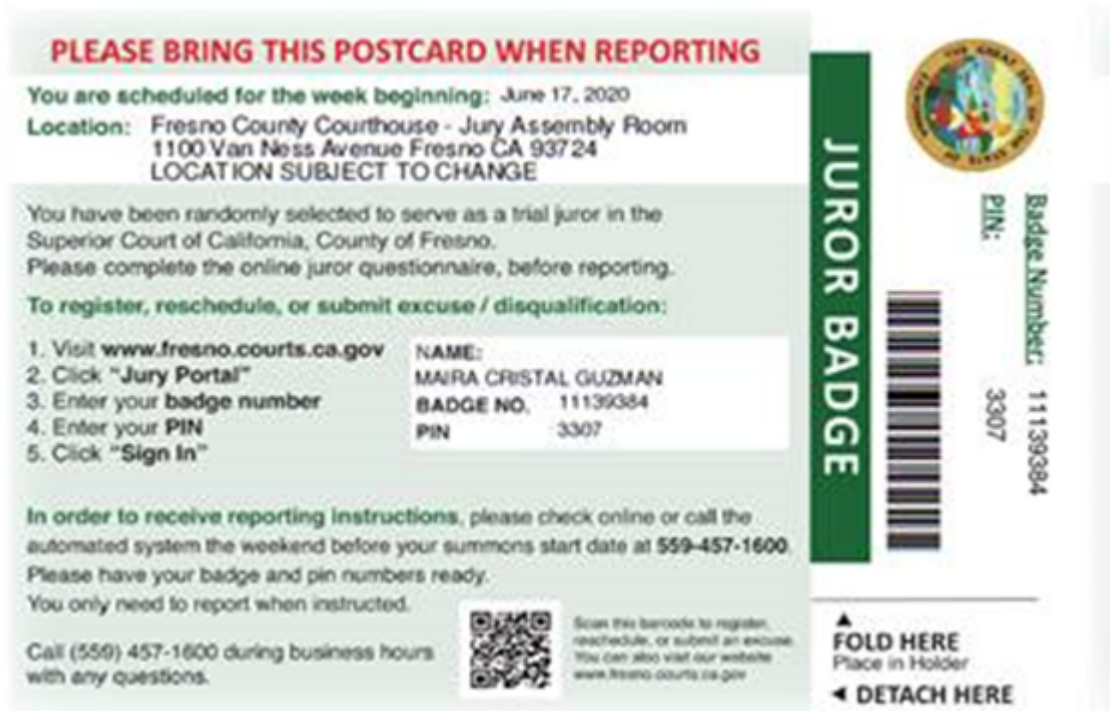 PLEASE BRING THIS POSTCARD WHEN REPORTING
You are scheduled for the week beginning: June 17, 2020
Location: Fresno County Courthouse - Jury Assembly Room
1100 Van Ness Avenue Fresno CA 93724
LOCATION SUBJECT TO CHANGE
You have been randomly selected to serve as a trial juror in the
Superior Court of California, County of Fresno.
Please complete the online juror questionnaire, before reporting.
To register, reschedule, or submit excuse / disqualification:
1. Visit www.fresno.courts.ca.gov
2. Click "Jury Portal"
3. Enter your badge number
4. Enter your PIN
5. Click "Sign In"
NAME:
MAIRA CRISTAL GUZMAN
BADGE NO. 11139384
PIN 3307
In order to receive reporting instructions, please check online or call the
automated system the weekend before your summons start date at 559-457-1600.
Please have your badge and pin numbers ready.
You only need to report when instructed.
Call (559) 457-1600 during business hours
with any questions.
Scan this barcode to register,
reschedule, or submit an excuse.
You can also visit our website
www.fresno.courts.ca.gov
JUROR BADGE
THE GREAT SEAL OF THE STATE OF
Badge Number: 11139384
PIN: 3307
FOLD HERE
Place in Holder
DETACH HERE